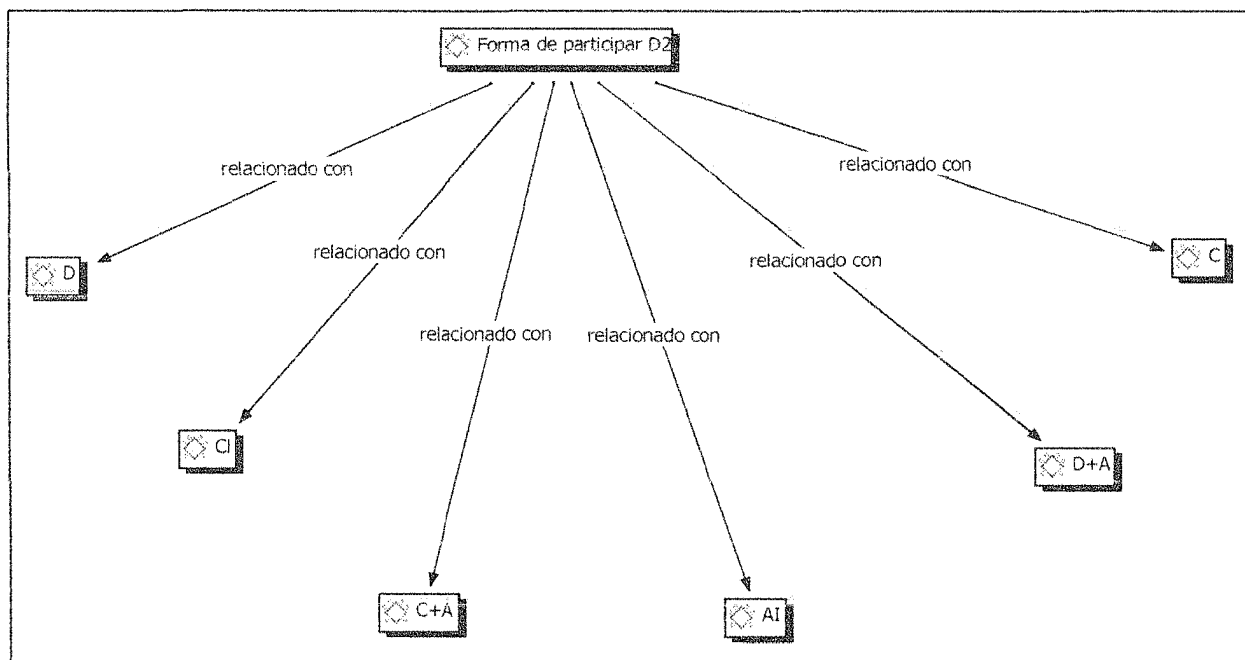 Forma de participar D2
relacionado con
relacionado con
relacionado con
relacionado con
relacionado con
relacionado con
D
C
CI
D+A
C+A
AI